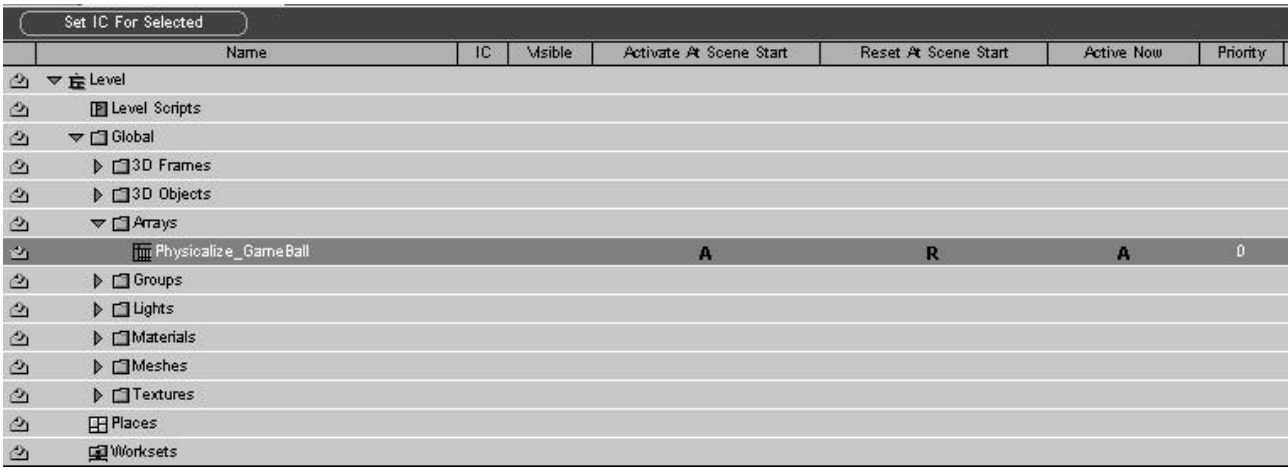 Set IC For Selected
Name IC Visible Activate At Scene Start Reset At Scene Start Active Now Priority
Level
Level Scripts
Global
3D Frames
3D Objects
Arrays
Physicalize_GameBall A R A 0
Groups
Lights
Materials
Meshes
Textures
Places
Worksets